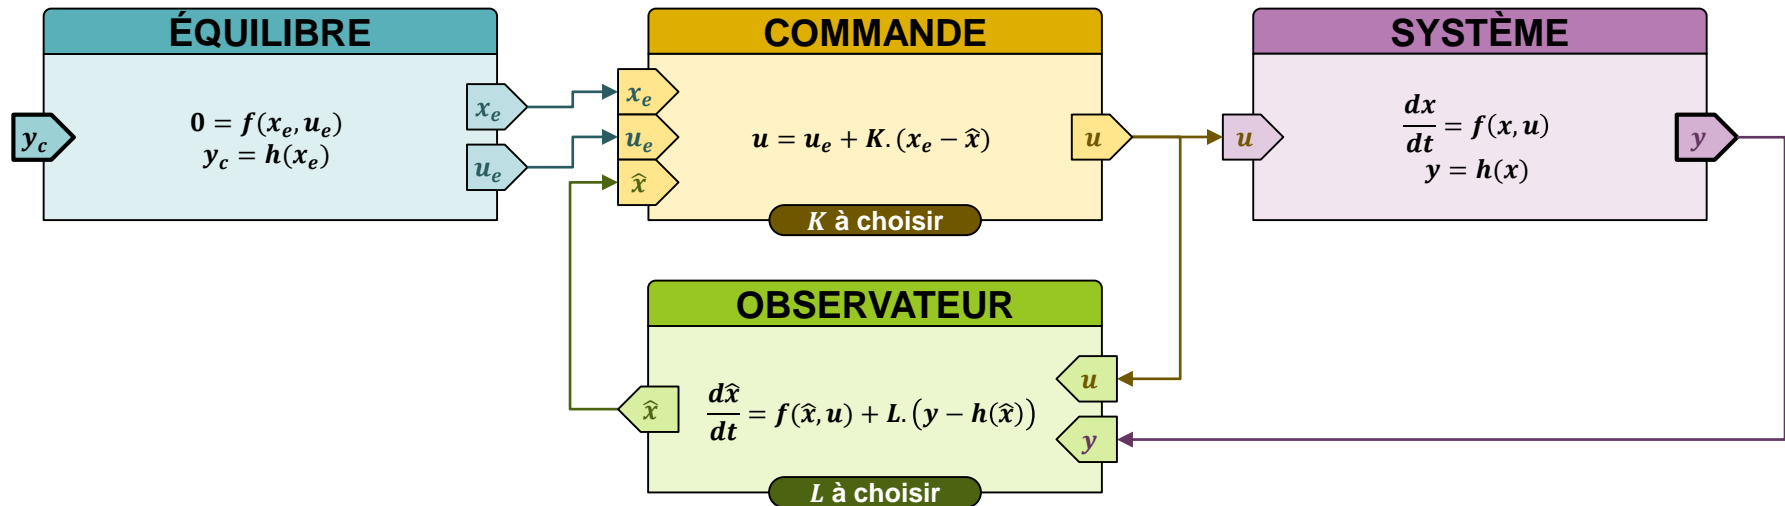 ÉQUILIBRE
y_c
0 = f(x_e, u_e)
y_c = h(x_e)
x_e
u_e
COMMANDE
x_e
u_e
x̂
u = u_e + K. (x_e − x̂)
u
K à choisir
SYSTÈME
u
dx/dt = f(x, u)
y = h(x)
y
OBSERVATEUR
x̂
dx̂/dt = f(x̂, u) + L. (y − h(x̂))
u
y
L à choisir